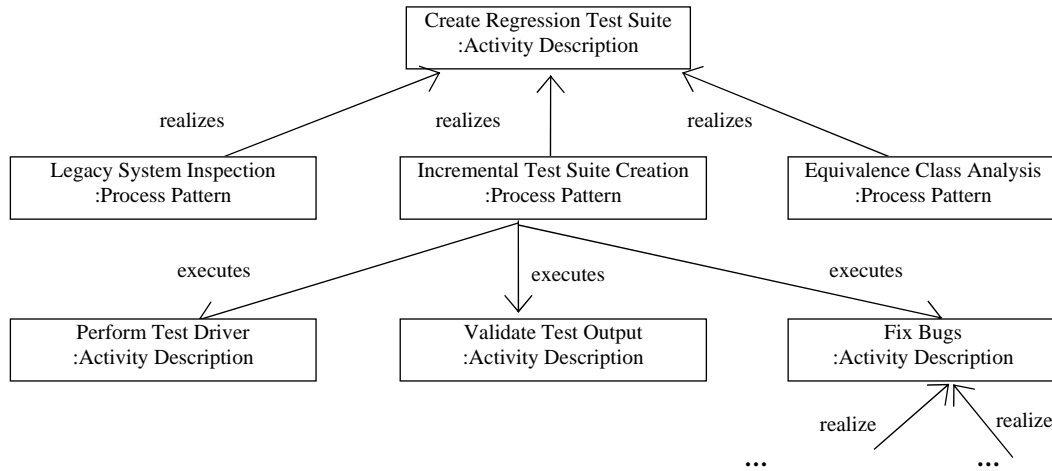 Create Regression Test Suite
:Activity Description
realizes
realizes
realizes
Legacy System Inspection
:Process Pattern
Incremental Test Suite Creation
:Process Pattern
Equivalence Class Analysis
:Process Pattern
executes
executes
executes
Perform Test Driver
:Activity Description
Validate Test Output
:Activity Description
Fix Bugs
:Activity Description
realize
realize
...
...